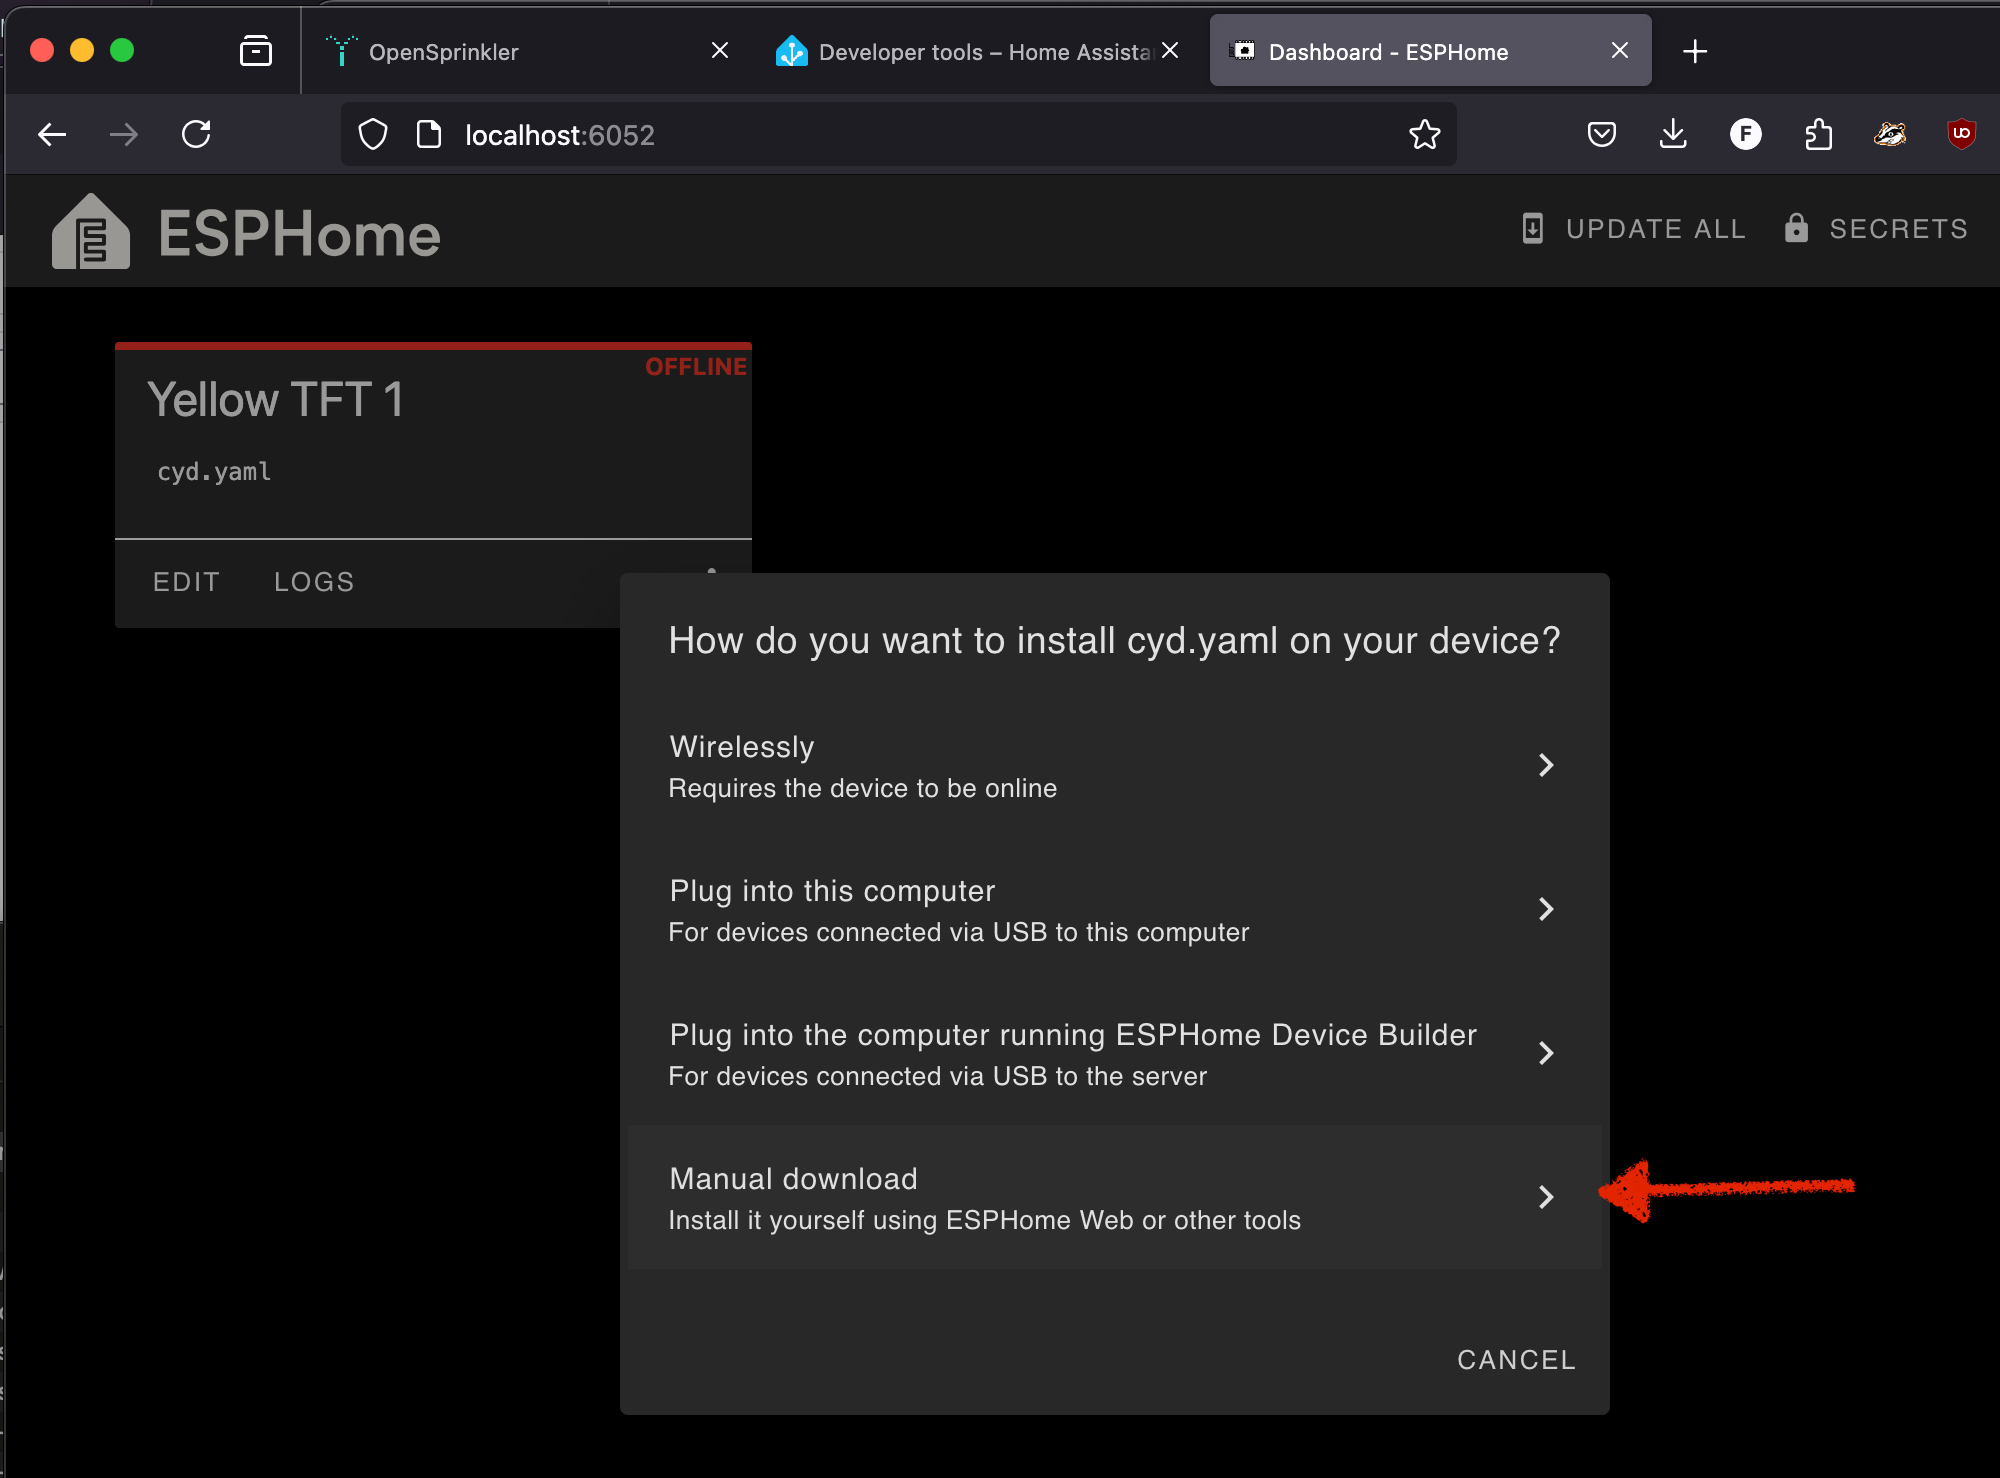 OpenSprinkler
Developer tools – Home Assista
Dashboard - ESPHome
localhost:6052
F
UO
ESPHome
UPDATE ALL
SECRETS
OFFLINE
Yellow TFT 1
cyd.yaml
EDIT
LOGS
How do you want to install cyd.yaml on your device?
Wirelessly
Requires the device to be online
Plug into this computer
For devices connected via USB to this computer
Plug into the computer running ESPHome Device Builder
For devices connected via USB to the server
Manual download
Install it yourself using ESPHome Web or other tools
CANCEL